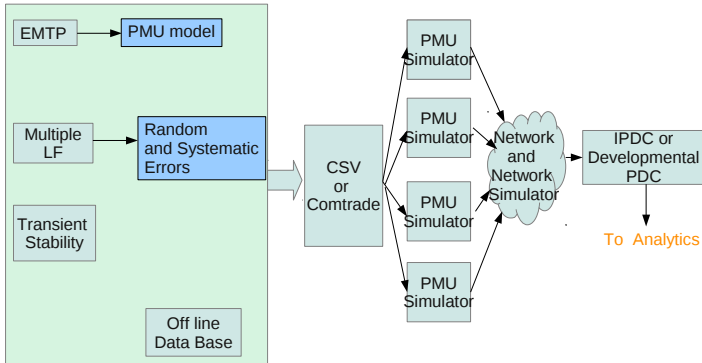 EMTP
PMU model
Multiple
LF
Random
and Systematic
Errors
Transient
Stability
Off line
Data Base
CSV
or
Comtrade
PMU
Simulator
PMU
Simulator
PMU
Simulator
PMU
Simulator
Network
and
Network
Simulator
IPDC or
Developmental
PDC
To Analytics